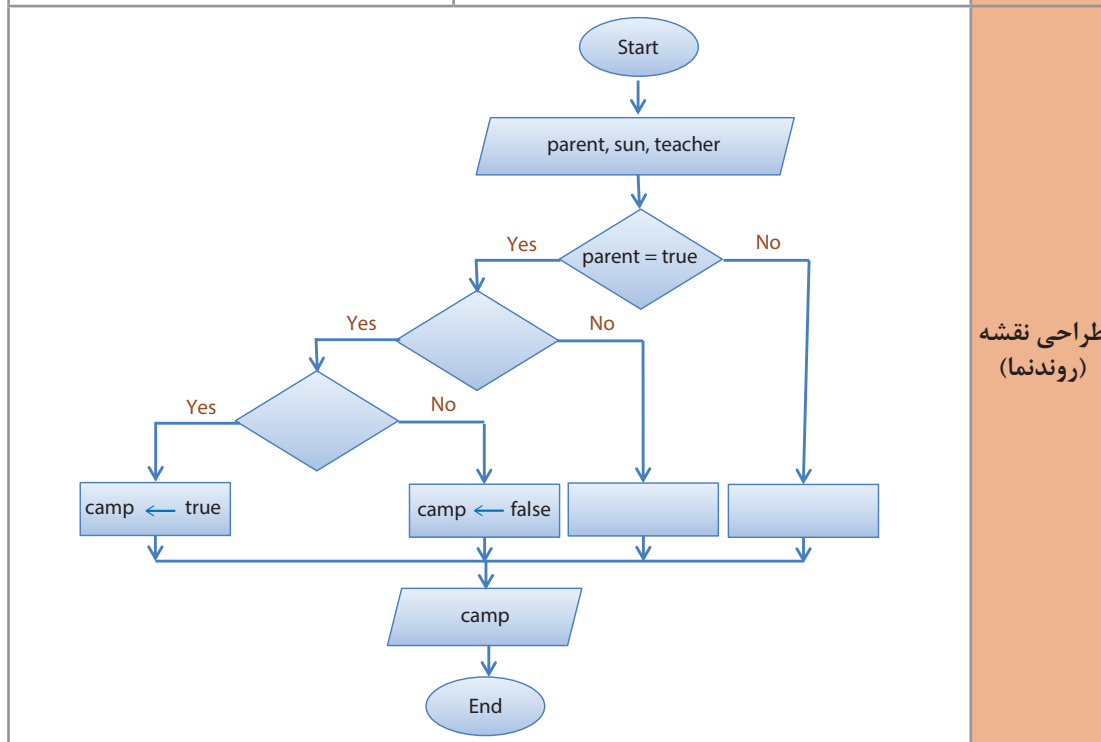 Start
parent, sun, teacher
parent = true
Yes
No
Yes
No
Yes
No
camp ← true
camp ← false
camp
End
طراحی نقشه
(روندنما)